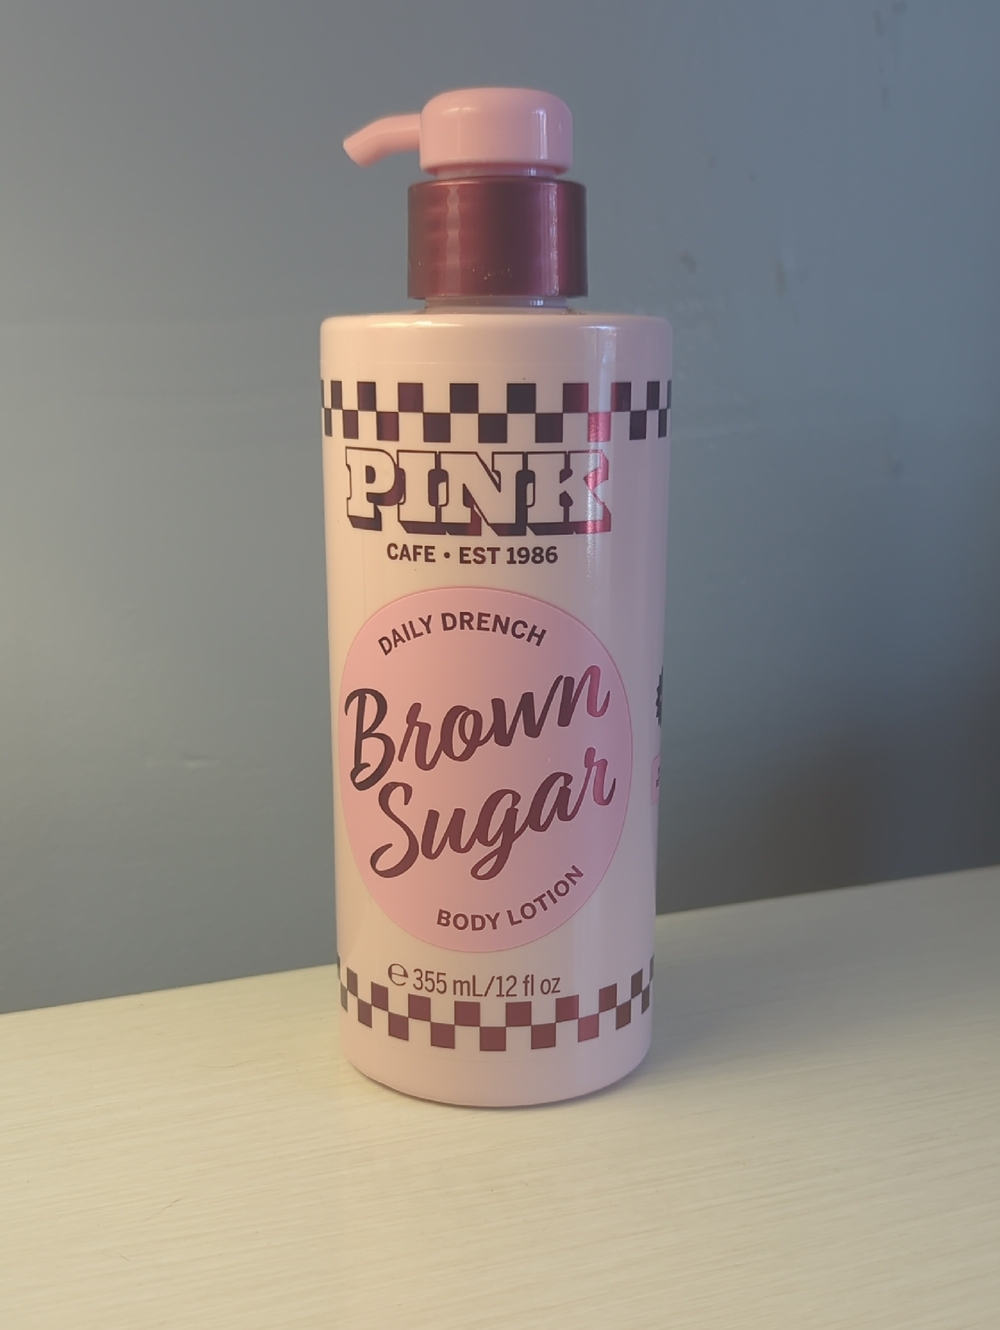 PINK
CAFE • EST 1986
DAILY DRENCH
Brown
Sugar
BODY LOTION
℮ 355 mL/12 fl oz